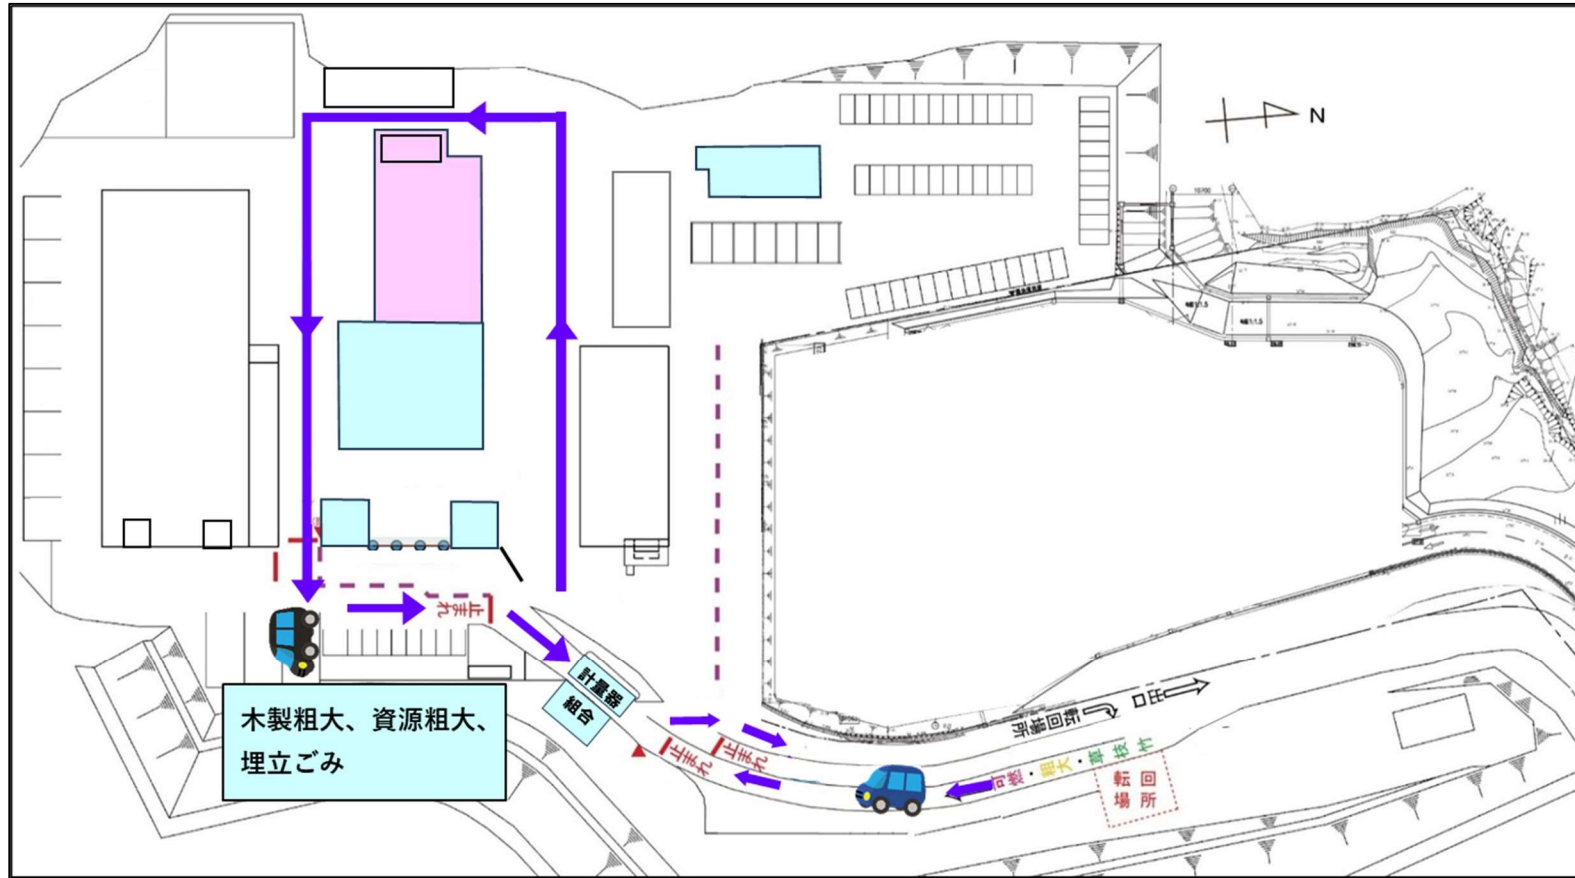 N
10700
止まれ
計量器
組合
木製粗大、資源粗大、
埋立ごみ
止まれ
止まれ
転回場所
出口
可燃・粗大・草枝竹
転回
場所